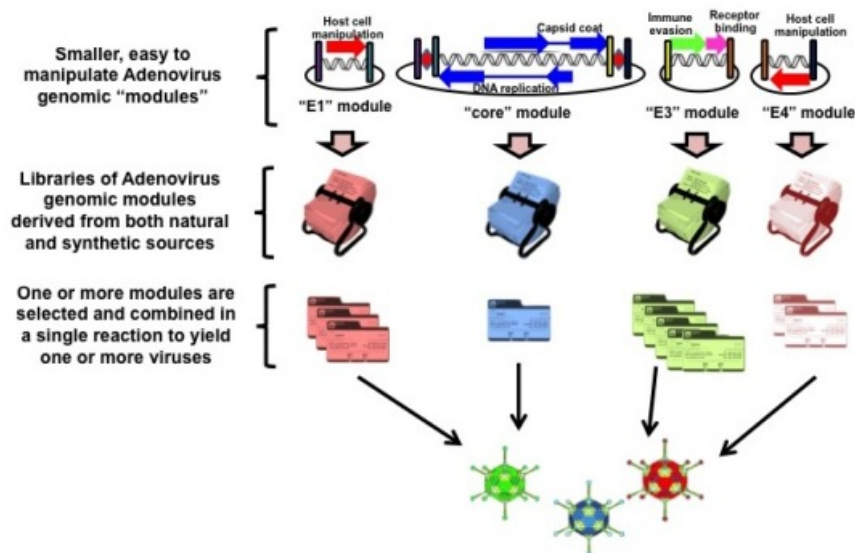 Smaller, easy to
manipulate Adenovirus
genomic “modules”
Host cell
manipulation
Capsid coat
DNA replication
Immune
evasion
Receptor
binding
Host cell
manipulation
“E1” module
“core” module
“E3” module
“E4” module
Libraries of Adenovirus
genomic modules
derived from both natural
and synthetic sources
One or more modules are
selected and combined in
a single reaction to yield
one or more viruses